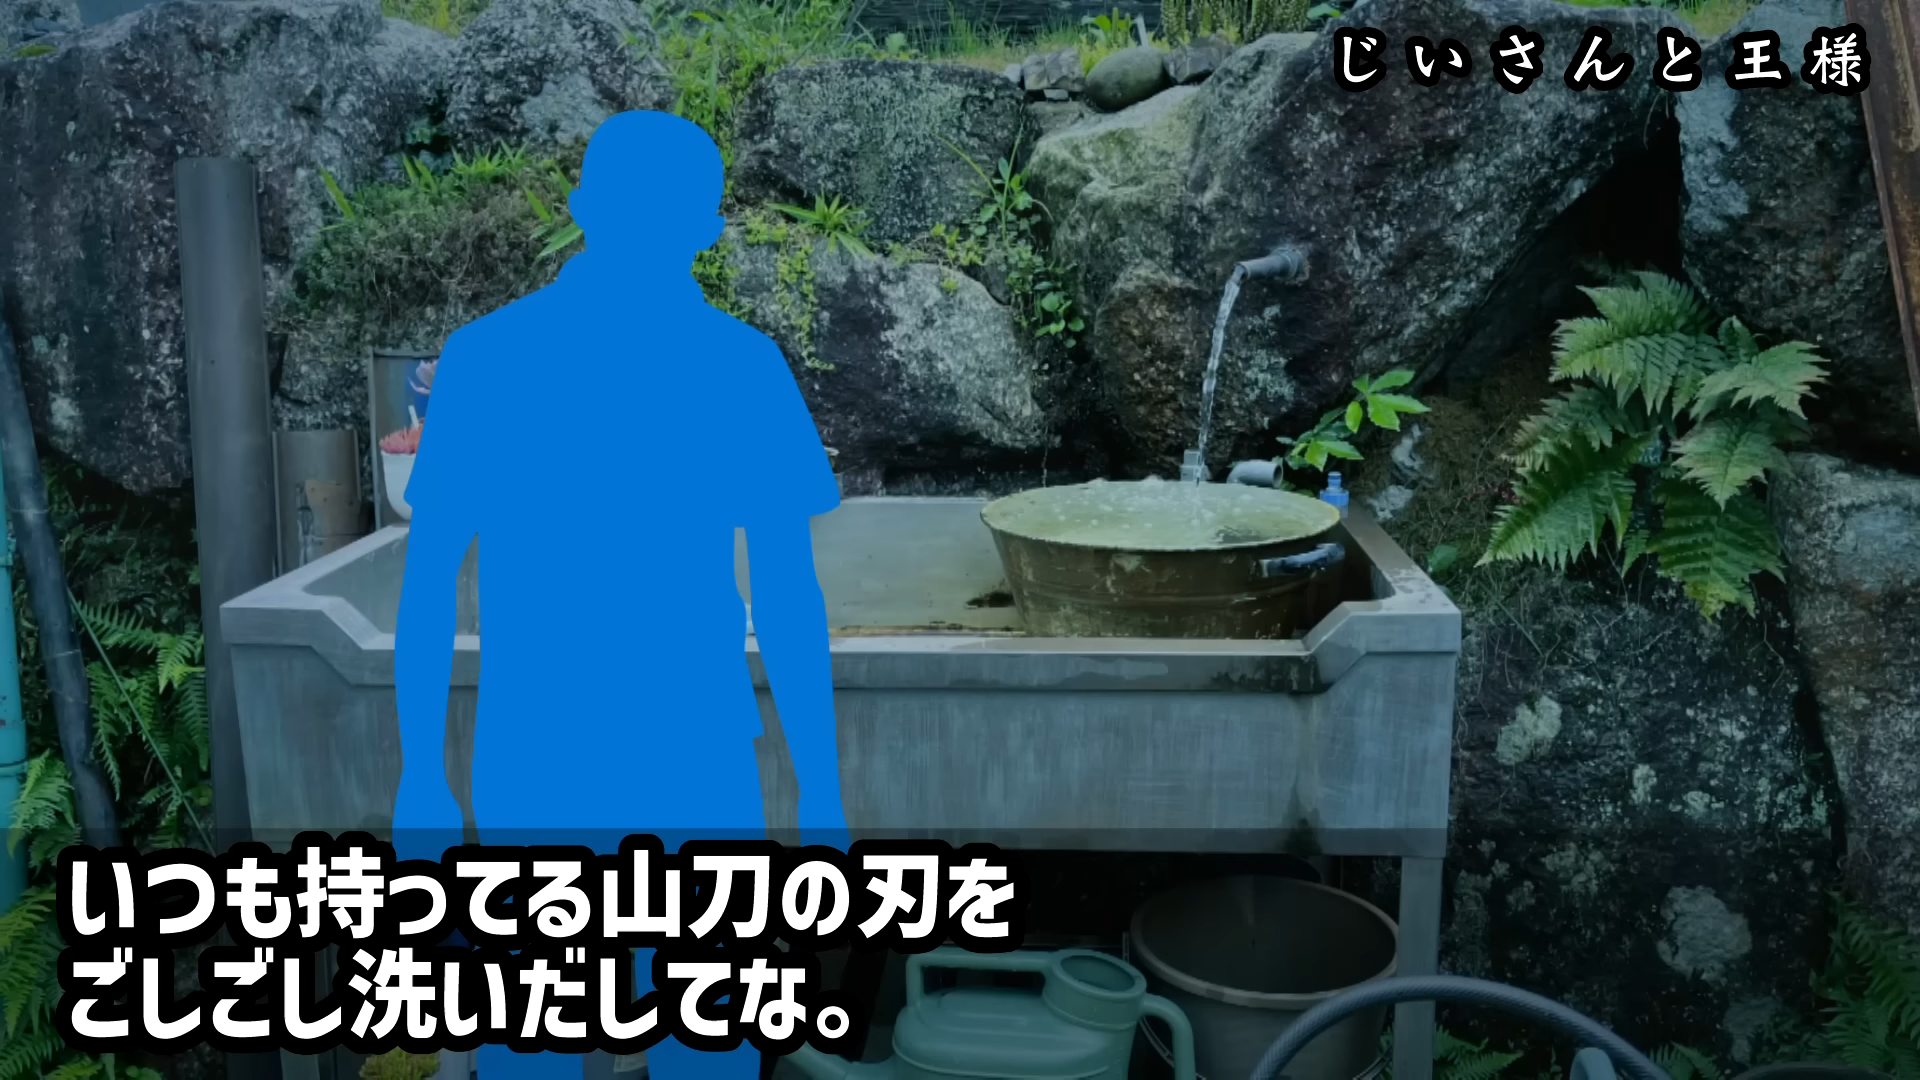 じいさんと王様
いつも持ってる山刀の刃を
ごしごし洗いだしてな。